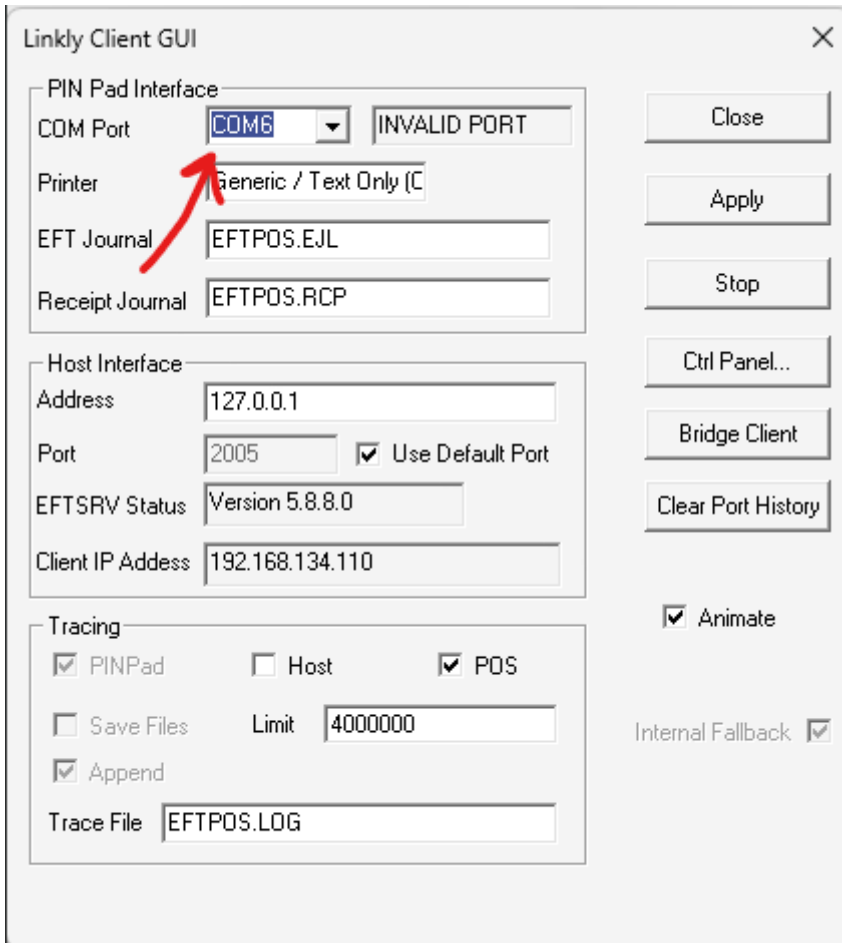 Linkly Client GUI
PIN Pad Interface
COM Port COM6 INVALID PORT
Close
Printer Generic / Text Only (C
Apply
EFT Journal EFTPOS.EJL
Receipt Journal EFTPOS.RCP
Stop
Host Interface
Ctrl Panel...
Address 127.0.0.1
Port 2005 Use Default Port
Bridge Client
EFTSRV Status Version 5.8.8.0
Clear Port History
Client IP Addess 192.168.134.110
Tracing
Animate
PINPad Host POS
Save Files Limit 4000000
Internal Fallback
Append
Trace File EFTPOS.LOG